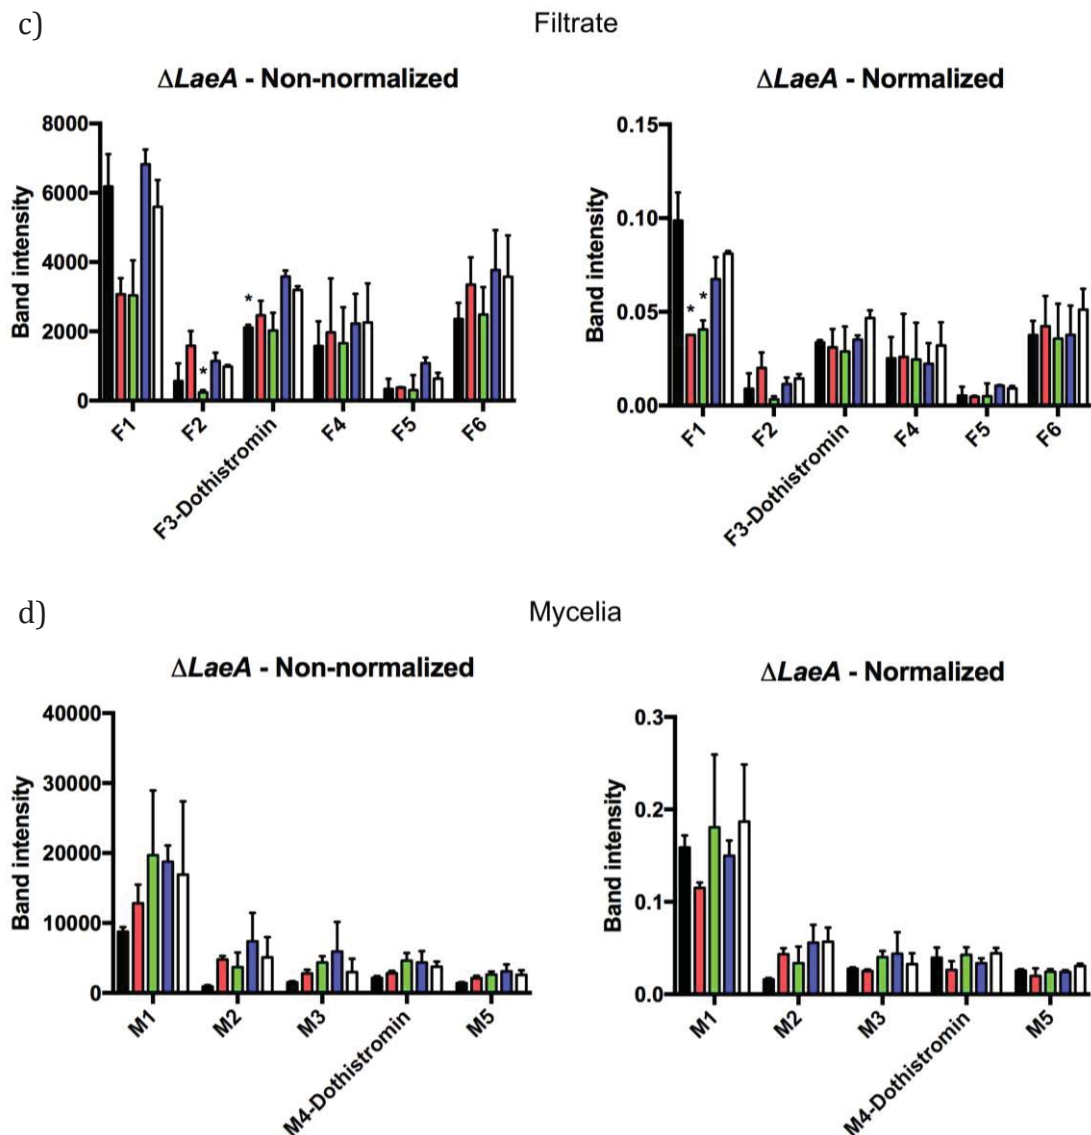 c)
Filtrate
ΔLaeA - Non-normalized
ΔLaeA - Normalized
Band intensity
8000
6000
4000
2000
0
*
*
F1
F2
F3-Dothistromin
F4
F5
F6
Band intensity
0.15
0.10
0.05
0.00
*
*
F1
F2
F3-Dothistromin
F4
F5
F6
d)
Mycelia
ΔLaeA - Non-normalized
ΔLaeA - Normalized
Band intensity
40000
30000
20000
10000
0
M1
M2
M3
M4-Dothistromin
M5
Band intensity
0.3
0.2
0.1
0.0
M1
M2
M3
M4-Dothistromin
M5